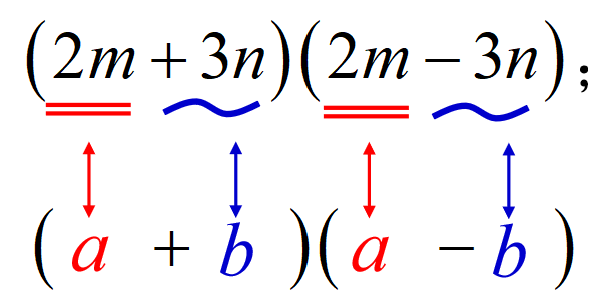 (2m + 3n)(2m − 3n);
(a + b)(a − b)